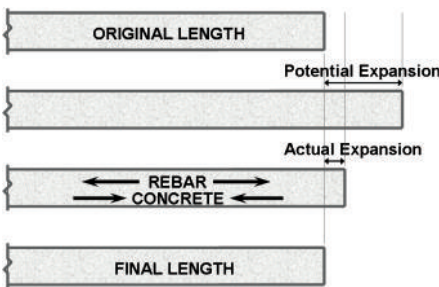 ORIGINAL LENGTH
Potential Expansion
Actual Expansion
REBAR
CONCRETE
FINAL LENGTH